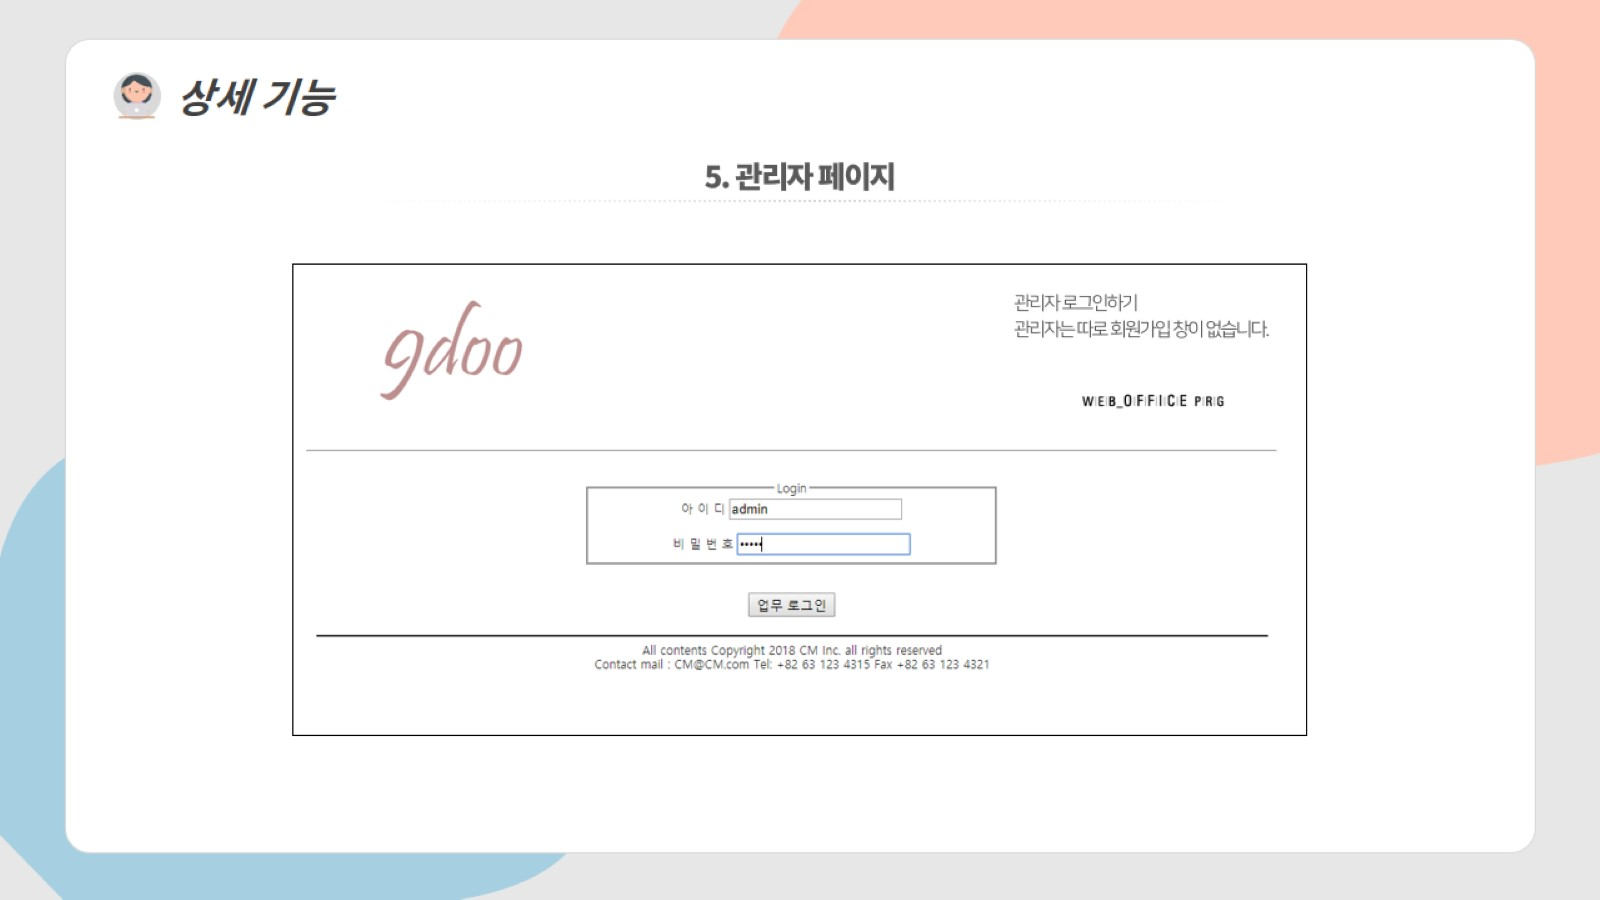 상세 기능
5. 관리자 페이지
gdoo
관리자 로그인하기
관리자는 따로 회원가입 창이 없습니다.
WEB_OFFICE PRG
Login
아 이 디 admin
비 밀 번 호 •••••
업무 로그인
All contents Copyright 2018 CM Inc. all rights reserved
Contact mail : CM@CM.com Tel: +82 63 123 4315 Fax +82 63 123 4321